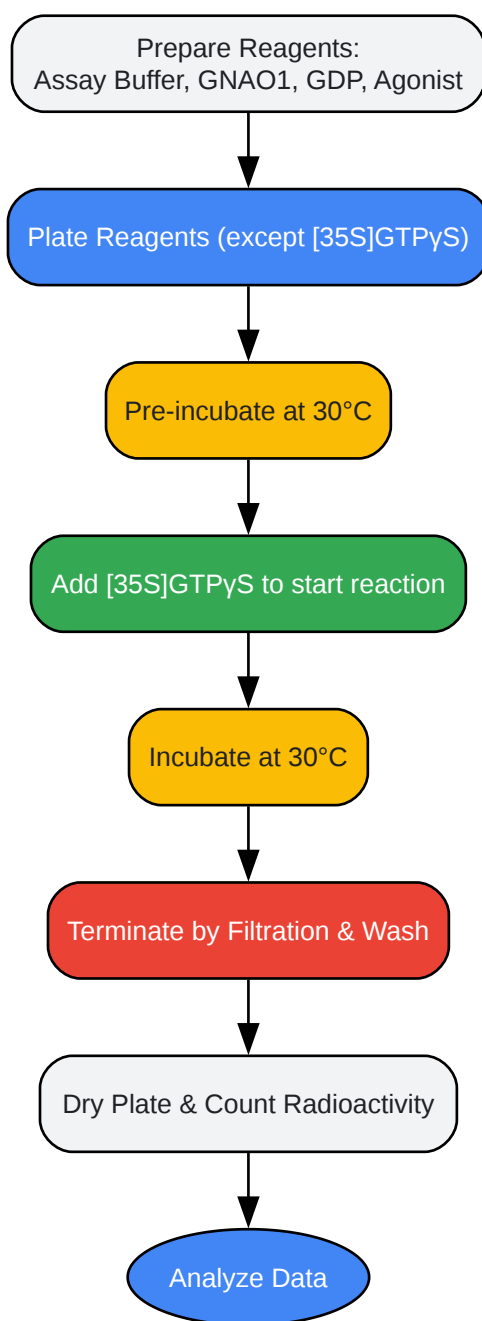 Prepare Reagents:
Assay Buffer, GNAO1, GDP, Agonist
Plate Reagents (except [35S]GTPγS)
Pre-incubate at 30°C
Add [35S]GTPγS to start reaction
Incubate at 30°C
Terminate by Filtration & Wash
Dry Plate & Count Radioactivity
Analyze Data